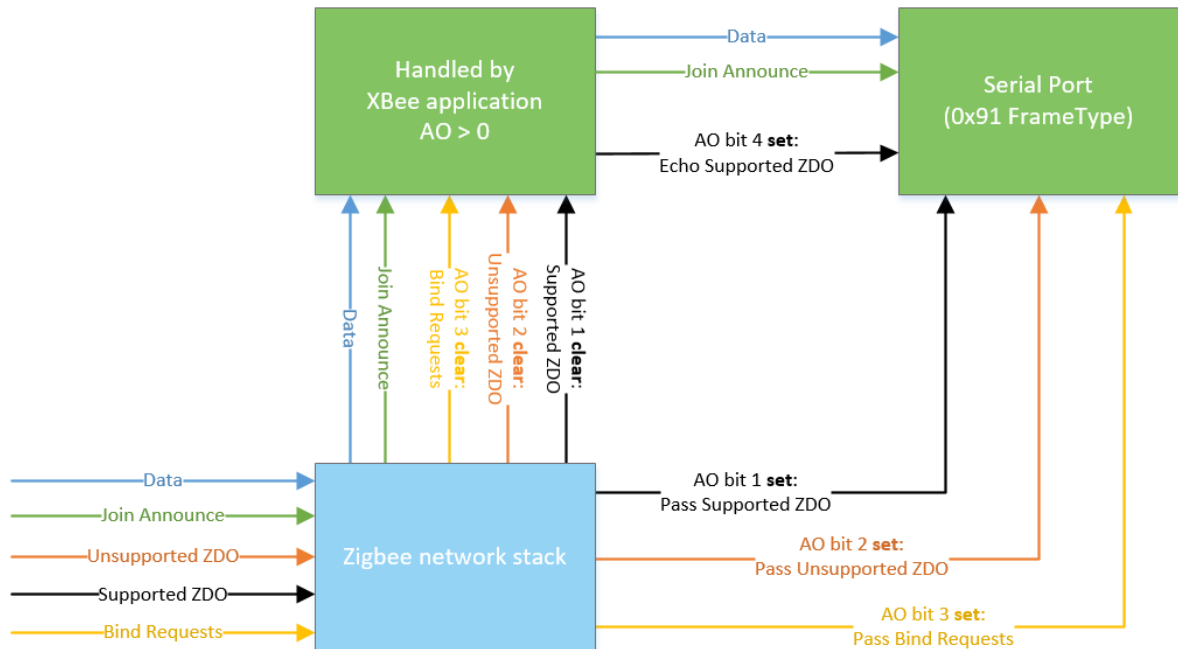 Handled by
XBee application
AO > 0
Data
Join Announce
AO bit 4 set:
Echo Supported ZDO
Serial Port
(0x91 FrameType)
Data
Join Announce
AO bit 3 clear:
Bind Requests
AO bit 2 clear:
Unsupported ZDO
AO bit 1 clear:
Supported ZDO
Data
Join Announce
Unsupported ZDO
Supported ZDO
Bind Requests
Zigbee network stack
AO bit 1 set:
Pass Supported ZDO
AO bit 2 set:
Pass Unsupported ZDO
AO bit 3 set:
Pass Bind Requests